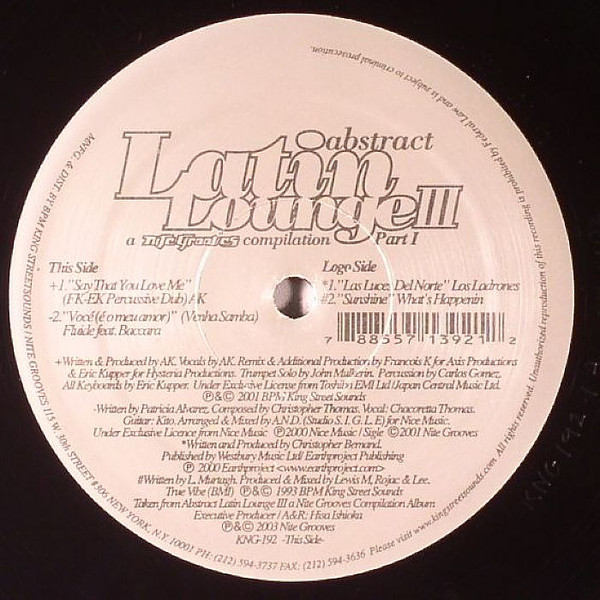 abstract
Latin
Lounge III
a Nite Grooves compilation Part I
This Side
+1."Say That You Love Me"
(FK-EK Percussive Dub) AK
-2."Você (é o meu amor)" (Venha Samba)
Fluide feat. Baccara
Logo Side
*1."Las Luces Del Norte" Los Ladrones
#2."Sunshine" What's Happenin
7 88557 13921 2
+Written & Produced by AK. Vocals by AK. Remix & Additional Production by Francois K for Axis Productions
& Eric Kupper for Hysteria Productions. Trumpet Solo by John Mulkerin. Percussion by Carlos Gomez.
All Keyboards by Eric Kupper. Under Exclusive License from Toshiba EMI Ltd/Japan Central Music Ltd.
℗&© 2001 BPM King Street Sounds
-Written by Patricia Alvarez, Composed by Christopher Thomas. Vocal: Chocoretta Thomas.
Guitar: Kito, Arranged & Mixed by A.N.D. (Studio S.I.G.L.E) for Nice Music.
Under Exclusive Licence from Nice Music ℗2000 Nice Music / Sigle ©2001 Nite Grooves
*Written and Produced by Christopher Bernand.
Published by Westbury Music Ltd/ Earthproject Publishing
℗ 2000 Earthproject <www.earthproject.com>
#Written by L. Murtagh. Produced & Mixed by Lewis M, Rojac & Lee.
True Vibe (BMI) ℗&© 1993 BPM King Street Sounds
Taken from Abstract Latin Lounge III a Nite Grooves Compilation Album
Executive Producer / A&R: Hisa Ishioka
℗&© 2003 Nite Grooves
KNG-192 -This Side-
MNFG. & DIST. BY BPM KING STREET SOUNDS / NITE GROOVES 115 W. 30th STREET #306 NEW YORK, N.Y. 10001 PH: (212) 594-3737 FAX: (212) 594-3636 Please visit www.kingstreetsounds.com. All rights reserved. Unauthorized reproduction of this recording is prohibited by Federal Law and is subject to criminal prosecution.